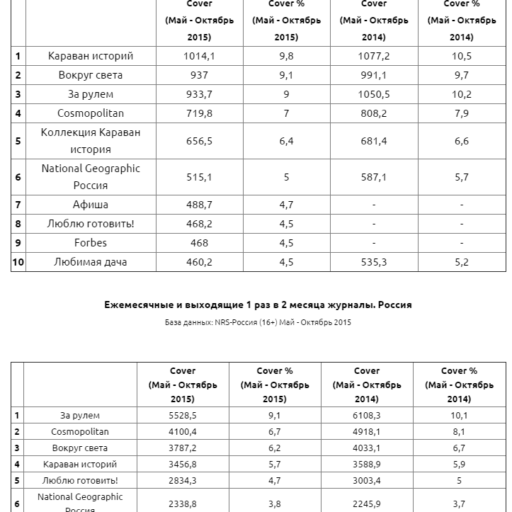 Cover Cover % Cover Cover %
(Май - Октябрь (Май - Октябрь (Май - Октябрь (Май - Октябрь
2015) 2015) 2014) 2014)
1 Караван историй 1014,1 9,8 1077,2 10,5
2 Вокруг света 937 9,1 991,1 9,7
3 За рулем 933,7 9 1050,5 10,2
4 Cosmopolitan 719,8 7 808,2 7,9
5 Коллекция Караван история 656,5 6,4 681,4 6,6
6 National Geographic Россия 515,1 5 587,1 5,7
7 Афиша 488,7 4,7 - -
8 Люблю готовить! 468,2 4,5 - -
9 Forbes 468 4,5 - -
10 Любимая дача 460,2 4,5 535,3 5,2
Ежемесячные и выходящие 1 раз в 2 месяца журналы. Россия
База данных: NRS-Россия (16+) Май - Октябрь 2015
Cover Cover % Cover Cover %
(Май - Октябрь (Май - Октябрь (Май - Октябрь (Май - Октябрь
2015) 2015) 2014) 2014)
1 За рулем 5528,5 9,1 6108,3 10,1
2 Cosmopolitan 4100,4 6,7 4918,1 8,1
3 Вокруг света 3787,2 6,2 4033,1 6,7
4 Караван историй 3456,8 5,7 3588,9 5,9
5 Люблю готовить! 2834,3 4,7 3003,4 5
6 National Geographic Россия 2338,8 3,8 2245,9 3,7